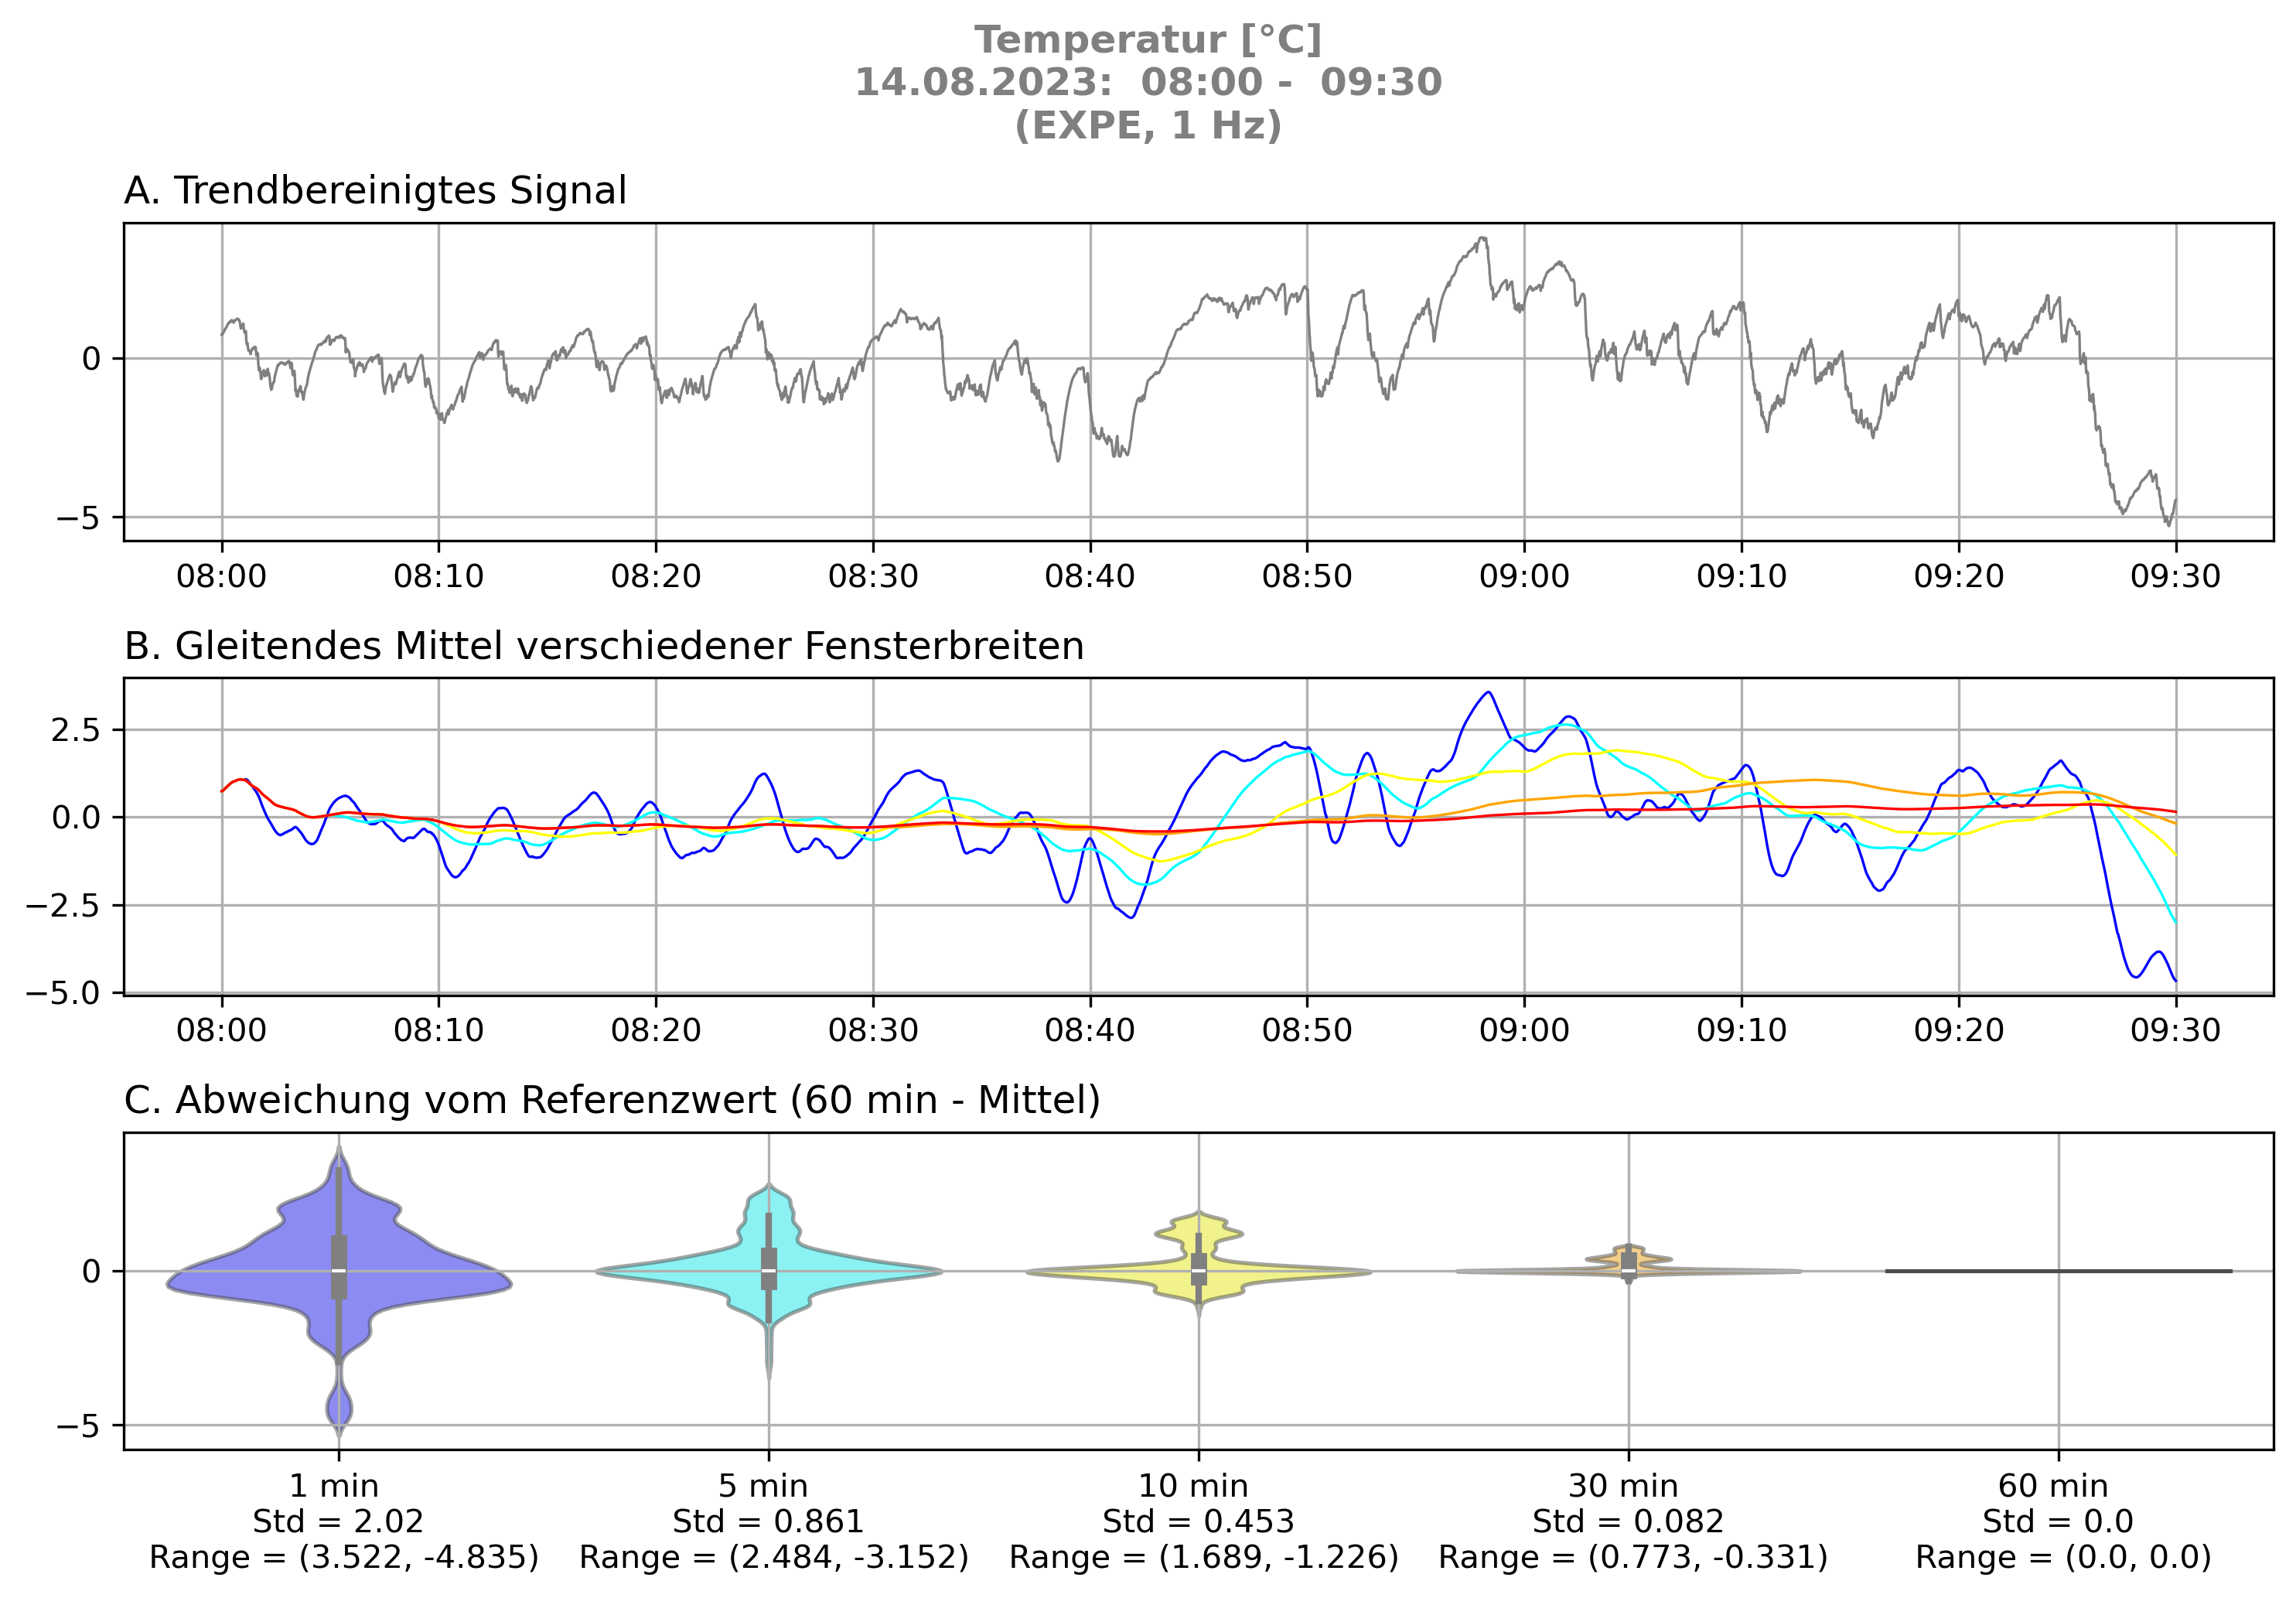 Temperatur [°C]
14.08.2023:  08:00 -  09:30
(EXPE, 1 Hz)
A. Trendbereinigtes Signal
0
−5
08:00 08:10 08:20 08:30 08:40 08:50 09:00 09:10 09:20 09:30
B. Gleitendes Mittel verschiedener Fensterbreiten
2.5
0.0
−2.5
−5.0
08:00 08:10 08:20 08:30 08:40 08:50 09:00 09:10 09:20 09:30
C. Abweichung vom Referenzwert (60 min - Mittel)
0
−5
1 min 5 min 10 min 30 min 60 min
Std = 2.02 Std = 0.861 Std = 0.453 Std = 0.082 Std = 0.0
Range = (3.522, -4.835) Range = (2.484, -3.152) Range = (1.689, -1.226) Range = (0.773, -0.331) Range = (0.0, 0.0)